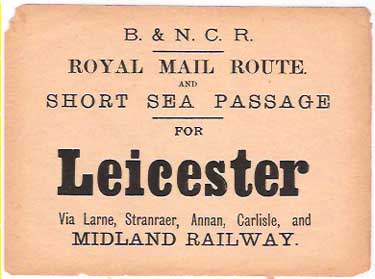 B. & N. C. R.
ROYAL MAIL ROUTE.
AND
SHORT SEA PASSAGE
FOR
Leicester
Via Larne, Stranraer, Annan, Carlisle, and
MIDLAND RAILWAY.